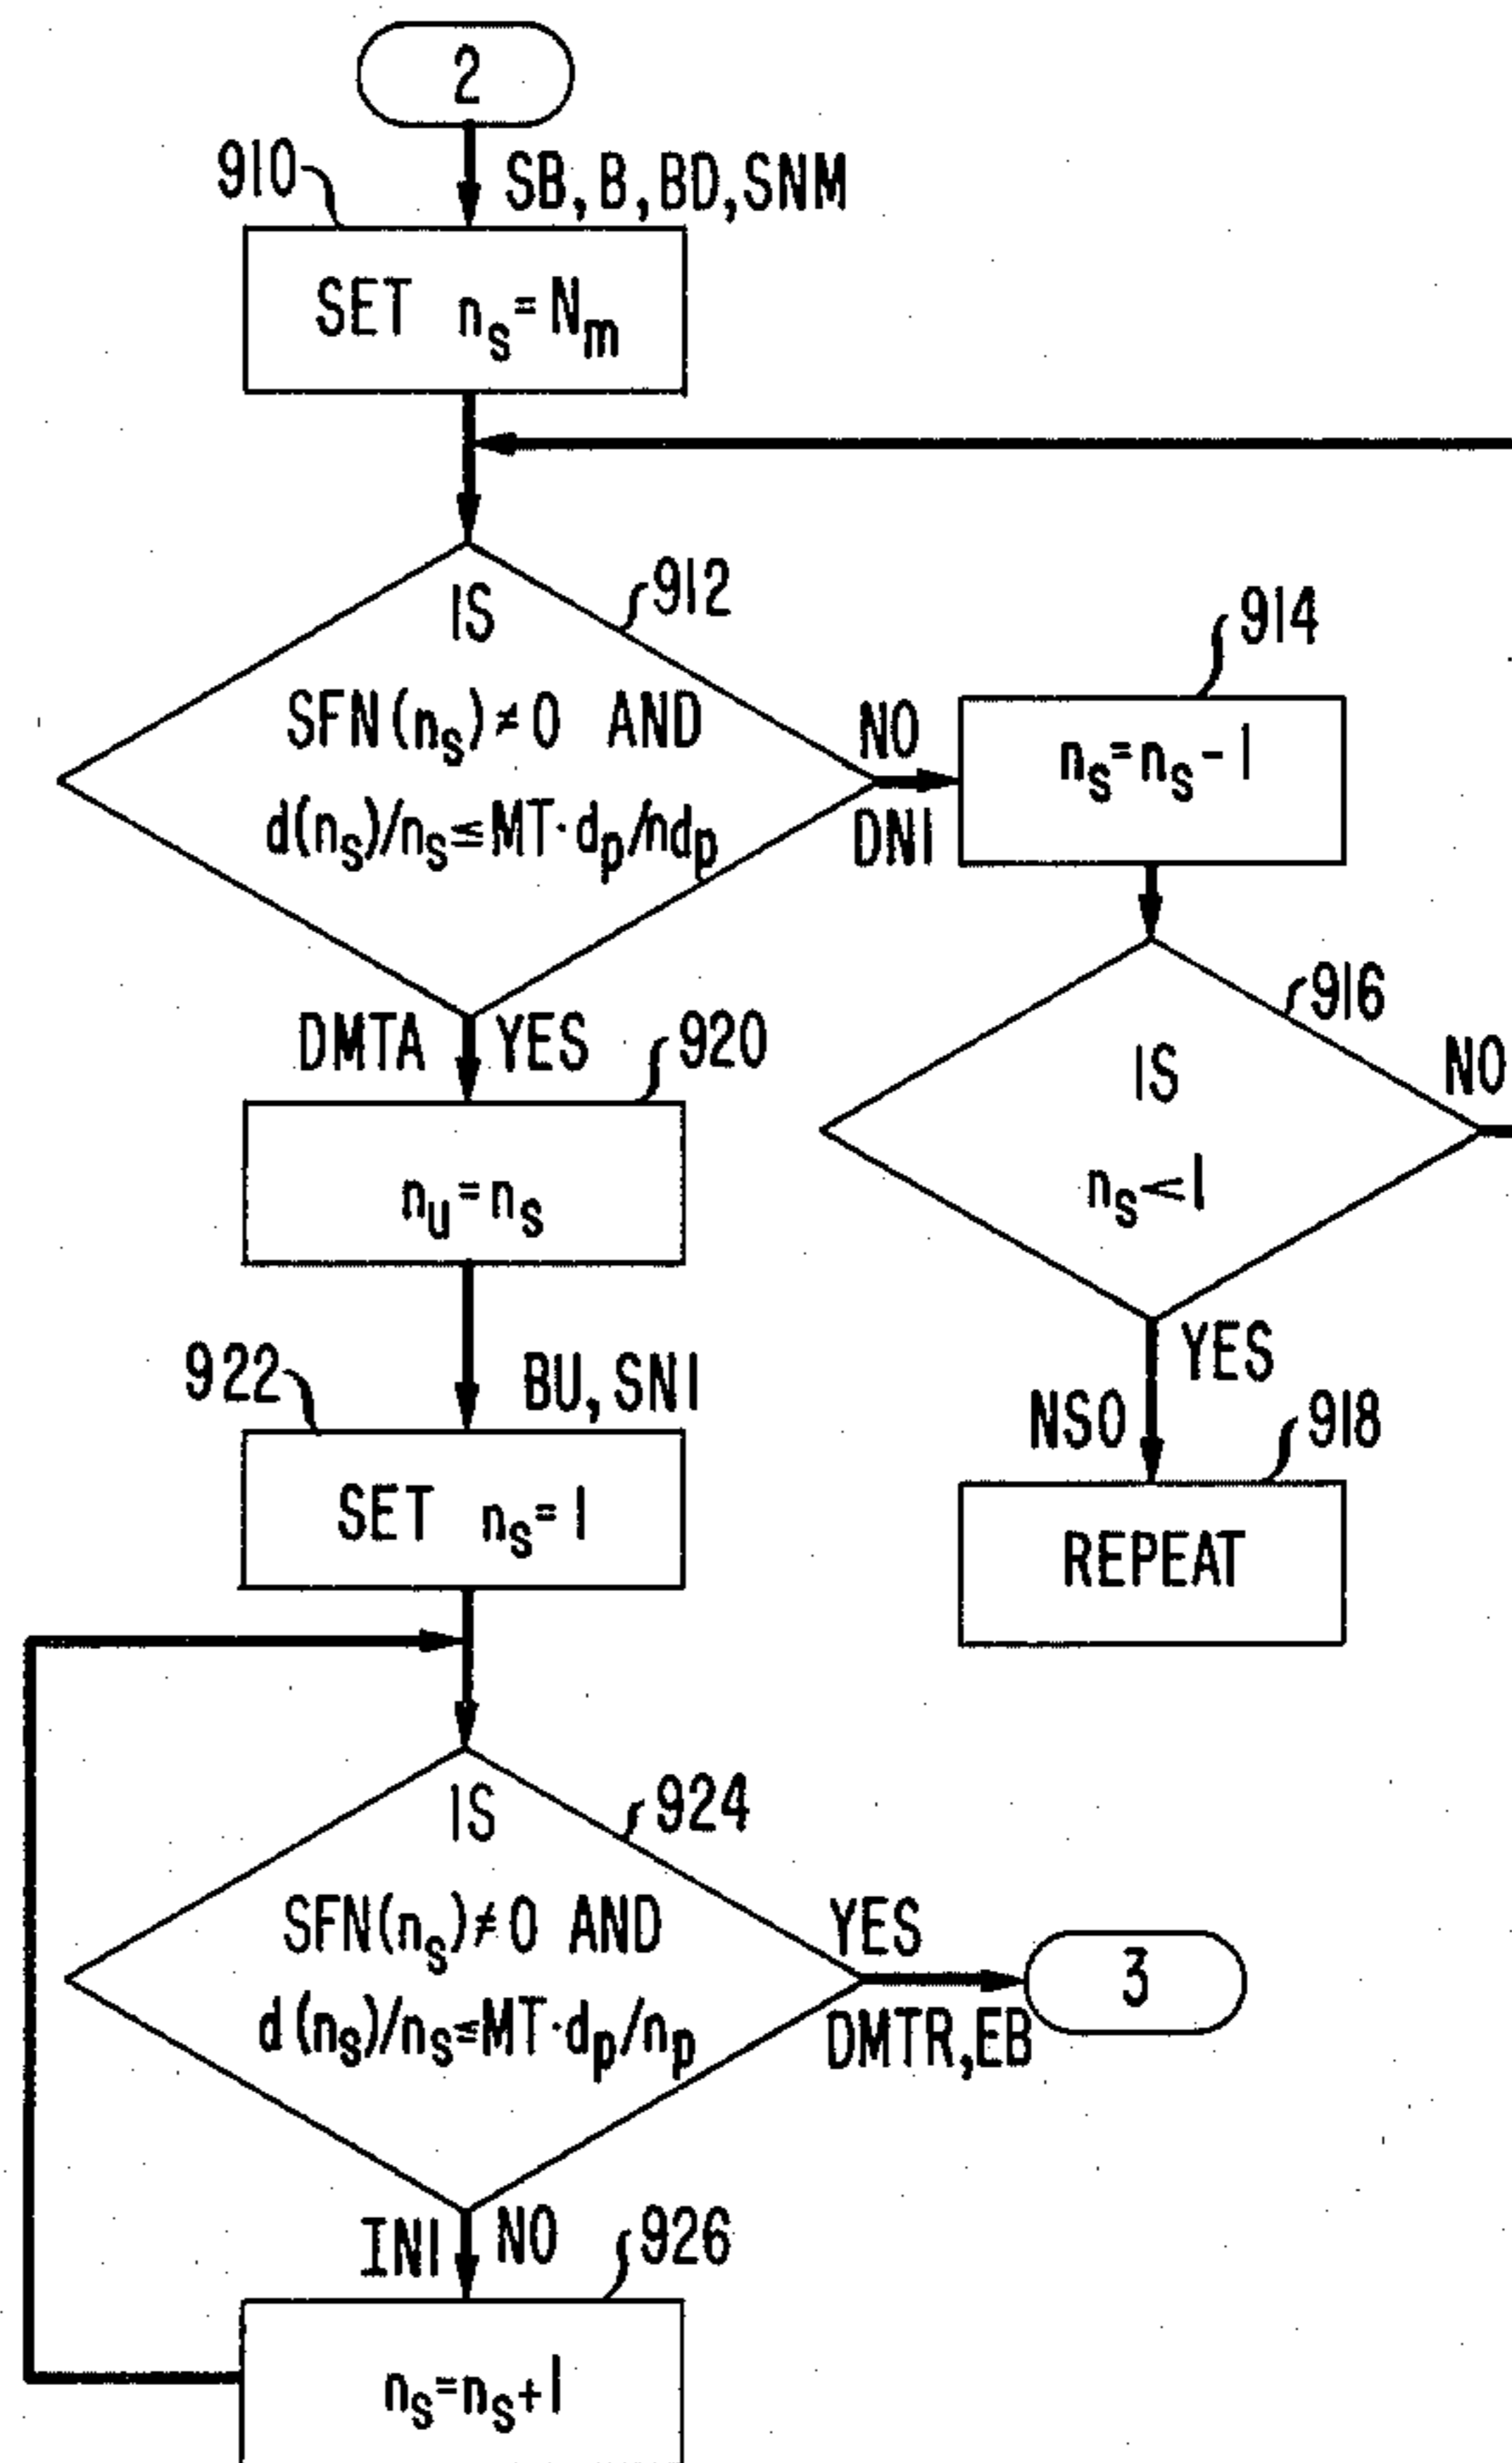 2
910
SB, B, BD, SNM
SET n_s = N_m
912
IS
SFN(n_s) ≠ 0 AND
d(n_s)/n_s ≤ MT·d_p/nd_p
NO
DNI
914
n_s = n_s - 1
916
IS
n_s < 1
NO
DMTA
YES
920
n_u = n_s
YES
NSO
918
REPEAT
922
BU, SNI
SET n_s = 1
924
IS
SFN(n_s) ≠ 0 AND
d(n_s)/n_s ≤ MT·d_p/n_p
YES
DMTR, EB
3
INI
NO
926
n_s = n_s + 1